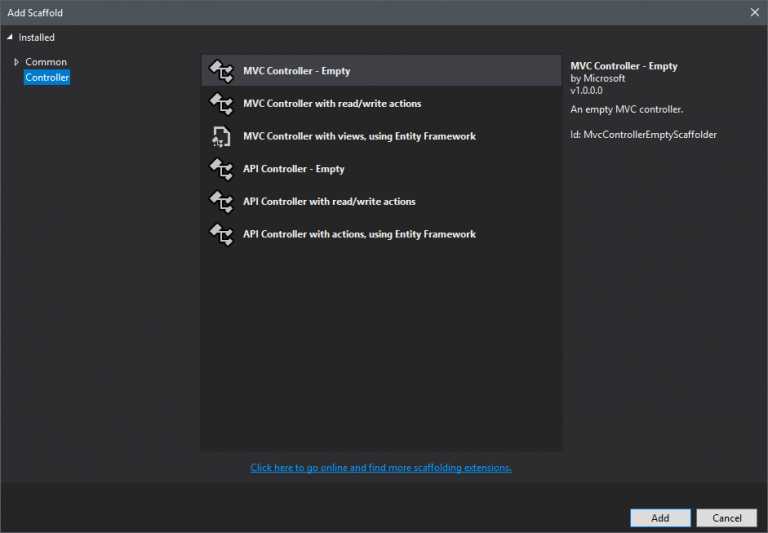 Add Scaffold
Installed
Common
Controller
MVC Controller - Empty
MVC Controller with read/write actions
MVC Controller with views, using Entity Framework
API Controller - Empty
API Controller with read/write actions
API Controller with actions, using Entity Framework
Click here to go online and find more scaffolding extensions.
MVC Controller - Empty
by Microsoft
v1.0.0.0
An empty MVC controller.
Id: MvcControllerEmptyScaffolder
Add
Cancel